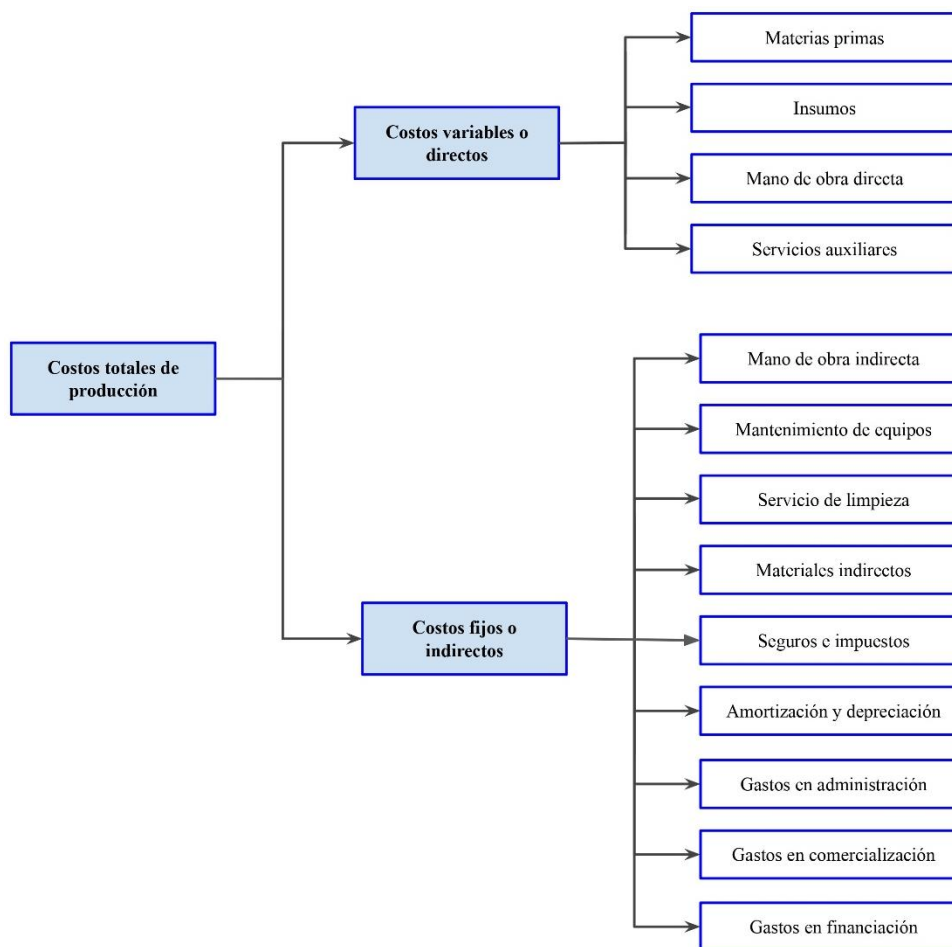 Materias primas
Insumos
Costos variables o
directos
Mano de obra directa
Servicios auxiliares
Costos totales de
producción
Mano de obra indirecta
Mantenimiento de equipos
Servicio de limpieza
Materiales indirectos
Costos fijos o
indirectos
Seguros e impuestos
Amortización y depreciación
Gastos en administración
Gastos en comercialización
Gastos en financiación